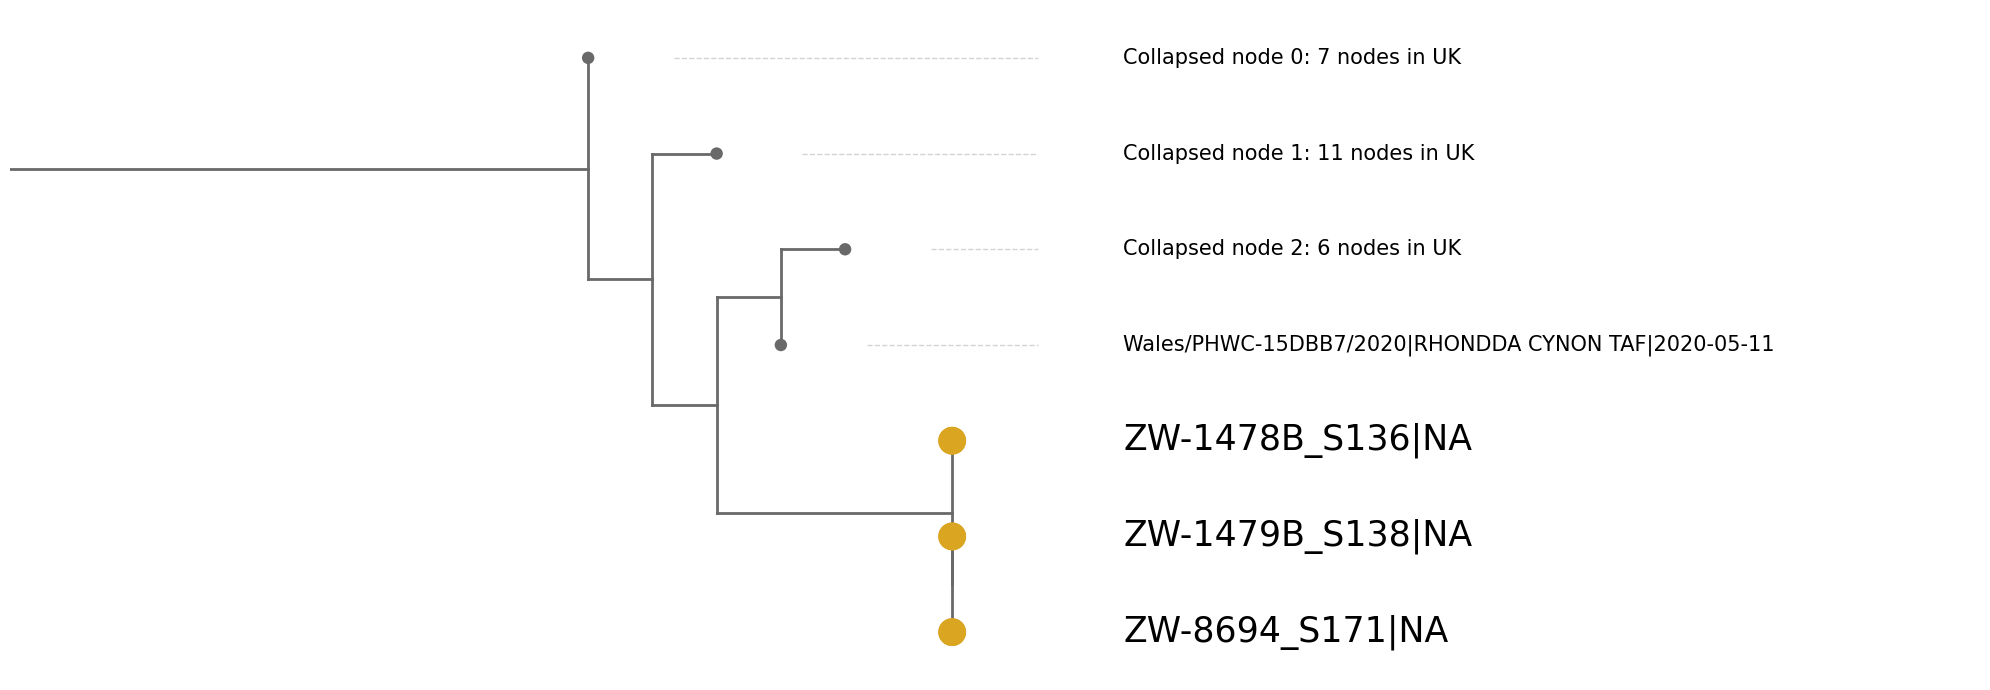 Collapsed node 0: 7 nodes in UK
Collapsed node 1: 11 nodes in UK
Collapsed node 2: 6 nodes in UK
Wales/PHWC-15DBB7/2020|RHONDDA CYNON TAF|2020-05-11
ZW-1478B_S136|NA
ZW-1479B_S138|NA
ZW-8694_S171|NA